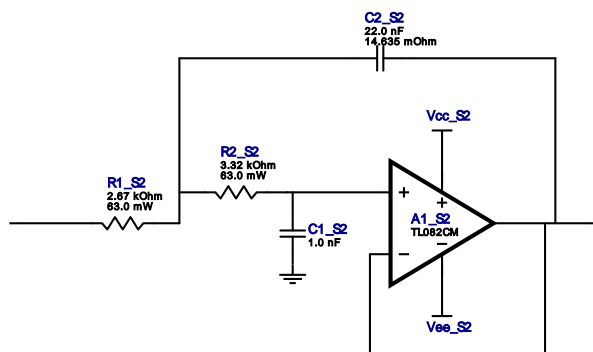 C2_S2
22.0 nF
14.635 mOhm
Vcc_S2
R2_S2
3.32 kOhm
63.0 mW
R1_S2
2.67 kOhm
63.0 mW
+
+
A1_S2
TL082CM
C1_S2
1.0 nF
−
−
Vee_S2